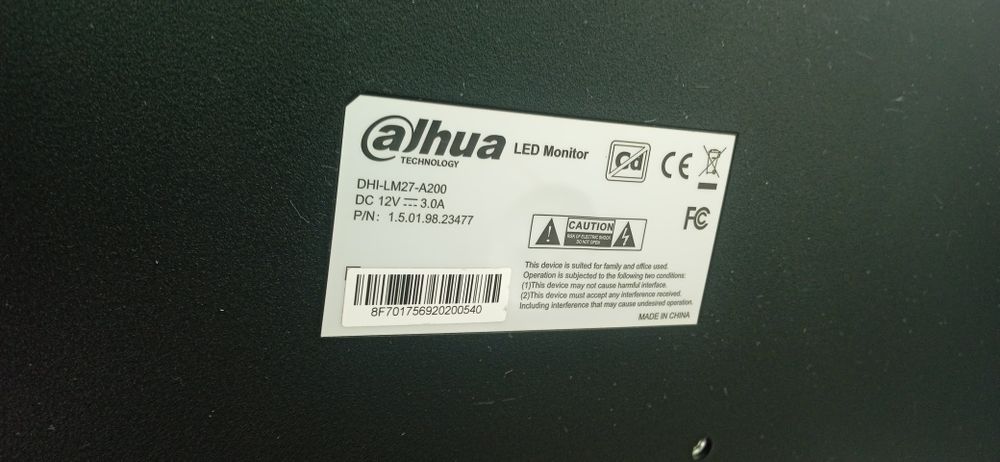 alhua
TECHNOLOGY
LED Monitor
Cd
CE
DHI-LM27-A200
DC 12V ⎓ 3.0A
P/N: 1.5.01.98.23477
FC
CAUTION
RISK OF ELECTRIC SHOCK
DO NOT OPEN
This device is suited for family and office used.
Operation is subjected to the following two conditions:
(1)This device may not cause harmful interface.
(2)This device must accept any interference received.
Including interference that may cause undesired operation.
8F701756920200540
MADE IN CHINA